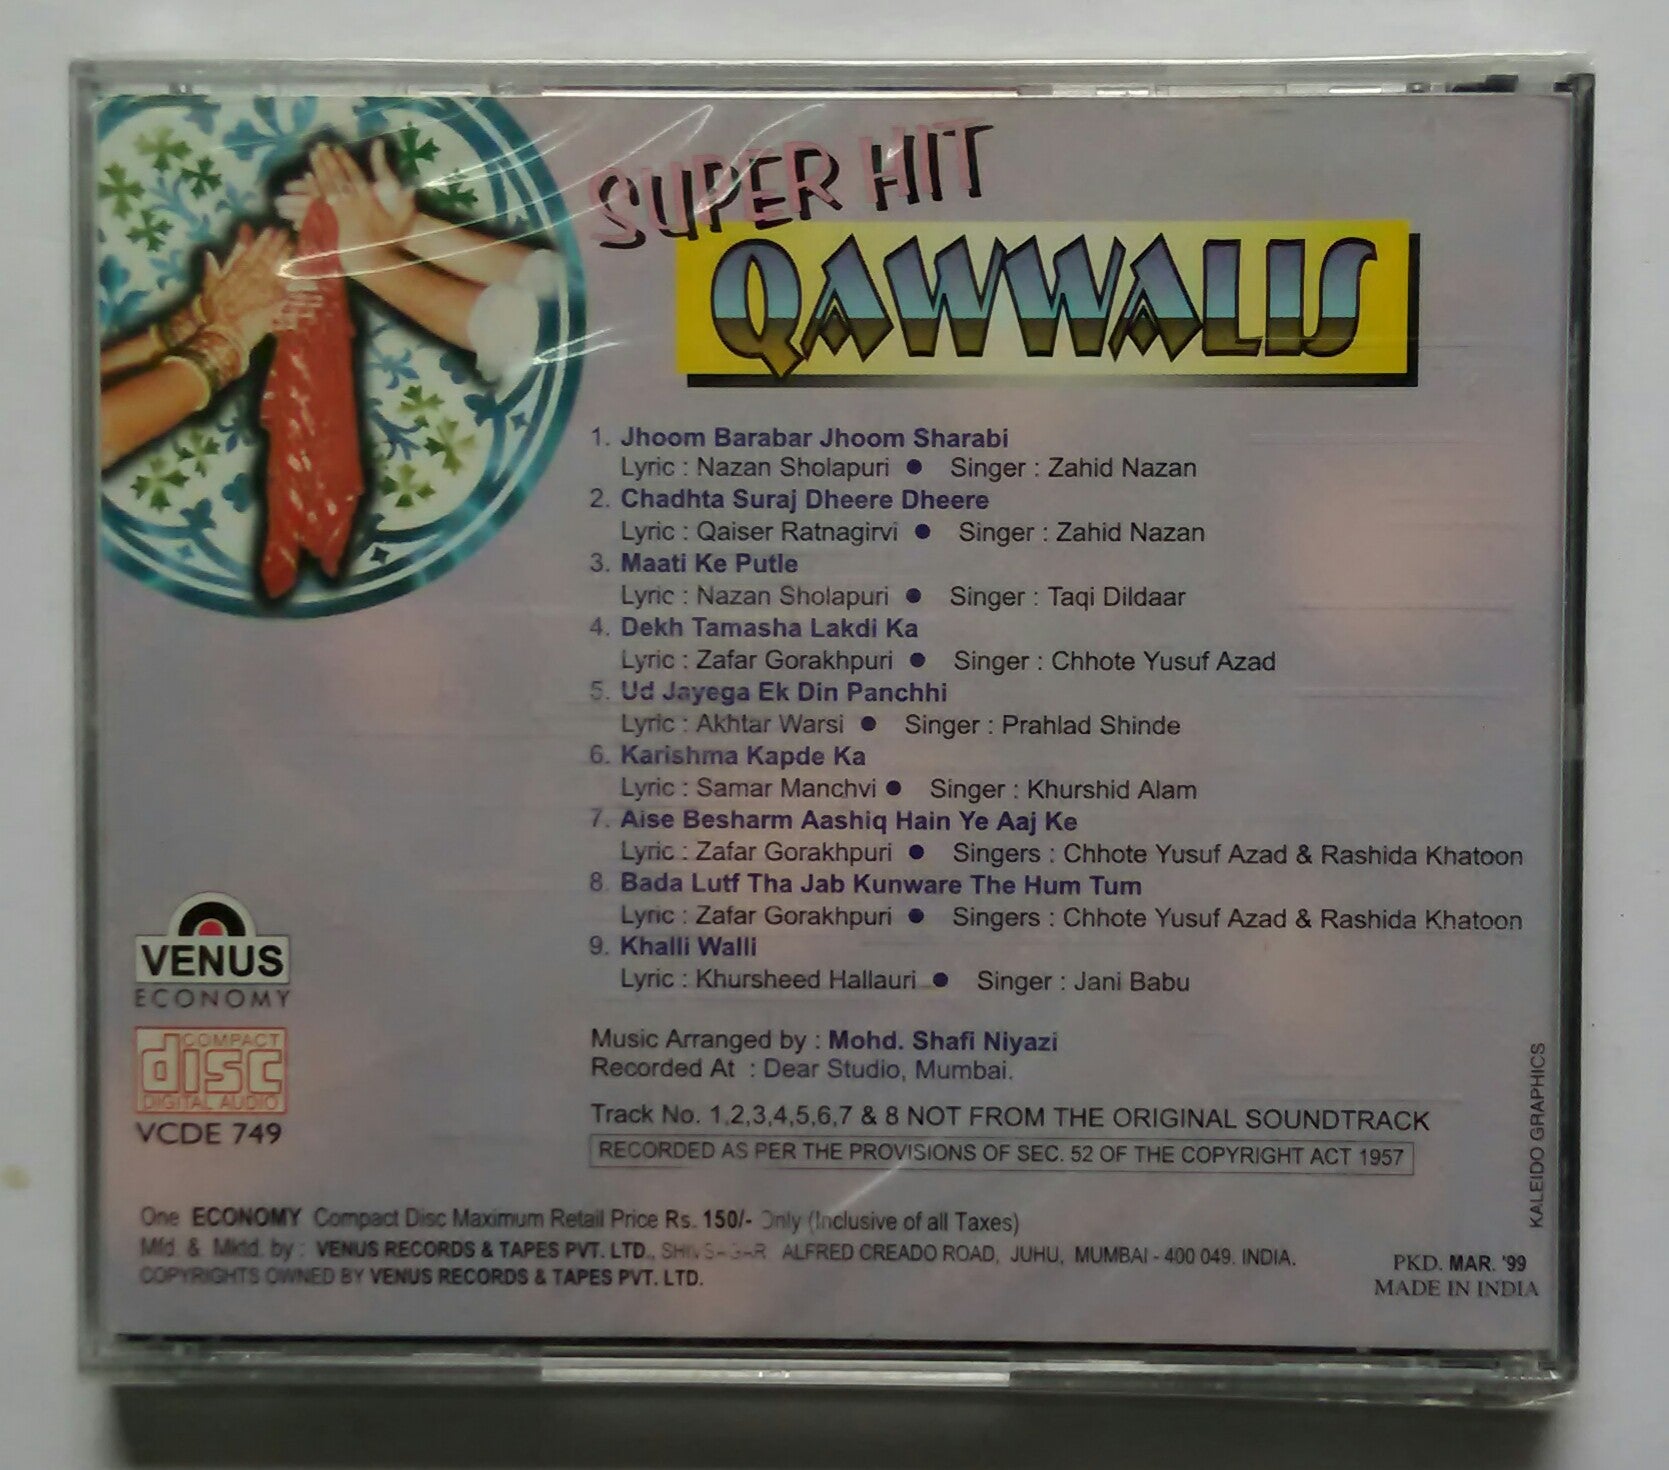 SUPER HIT
QAWWALIS
1. Jhoom Barabar Jhoom Sharabi
Lyric : Nazan Sholapuri ● Singer : Zahid Nazan
2. Chadhta Suraj Dheere Dheere
Lyric : Qaiser Ratnagirvi ● Singer : Zahid Nazan
3. Maati Ke Putle
Lyric : Nazan Sholapuri ● Singer : Taqi Dildaar
4. Dekh Tamasha Lakdi Ka
Lyric : Zafar Gorakhpuri ● Singer : Chhote Yusuf Azad
5. Ud Jayega Ek Din Panchhi
Lyric : Akhtar Warsi ● Singer : Prahlad Shinde
6. Karishma Kapde Ka
Lyric : Samar Manchvi ● Singer : Khurshid Alam
7. Aise Besharm Aashiq Hain Ye Aaj Ke
Lyric : Zafar Gorakhpuri ● Singers : Chhote Yusuf Azad & Rashida Khatoon
8. Bada Lutf Tha Jab Kunware The Hum Tum
Lyric : Zafar Gorakhpuri ● Singers : Chhote Yusuf Azad & Rashida Khatoon
9. Khalli Walli
Lyric : Khursheed Hallauri ● Singer : Jani Babu
VENUS
ECONOMY
COMPACT
disc
DIGITAL AUDIO
VCDE 749
Music Arranged by : Mohd. Shafi Niyazi
Recorded At : Dear Studio, Mumbai.
Track No. 1,2,3,4,5,6,7 & 8 NOT FROM THE ORIGINAL SOUNDTRACK
RECORDED AS PER THE PROVISIONS OF SEC. 52 OF THE COPYRIGHT ACT 1957
KALEIDO GRAPHICS
One ECONOMY Compact Disc Maximum Retail Price Rs. 150/- Only (Inclusive of all Taxes)
Mfd. & Mktd. by : VENUS RECORDS & TAPES PVT. LTD., ALFRED CREADO ROAD, JUHU, MUMBAI - 400 049. INDIA.
COPYRIGHTS OWNED BY VENUS RECORDS & TAPES PVT. LTD.
PKD. MAR. '99
MADE IN INDIA